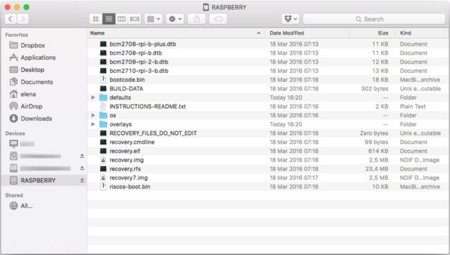 RASPBERRY
Search
Favorites
Dropbox
Applications
Desktop
Documents
elena
AirDrop
Downloads
Devices
RASPBERRY
Shared
All...
Name Date Modified Size Kind
bcm2708-rpi-b-plus.dtb 18 Mar 2016 07:13 11 KB Document
bcm2708-rpi-b.dtb 18 Mar 2016 07:13 11 KB Document
bcm2709-rpi-2-b.dtb 18 Mar 2016 07:13 12 KB Document
bcm2710-rpi-3-b.dtb 18 Mar 2016 07:13 12 KB Document
bootcode.bin 18 Mar 2016 07:16 18 KB MacBi...archive
BUILD-DATA 18 Mar 2016 07:18 302 bytes Unix e...cutable
defaults Today 16:20 -- Folder
INSTRUCTIONS-README.txt 18 Mar 2016 07:16 2 KB Plain Text
os -- Folder
overlays Today 16:20 -- Folder
RECOVERY_FILES_DO_NOT_EDIT 18 Mar 2016 07:16 Zero bytes Unix e...cutable
recovery.cmdline 18 Mar 2016 07:18 99 bytes Document
recovery.elf 18 Mar 2016 07:16 614 KB Document
recovery.img 18 Mar 2016 07:16 2,5 MB NDIF D...Image
recovery.rfs 18 Mar 2016 07:18 23,4 MB Document
recovery7.img 18 Mar 2016 07:17 2,5 MB NDIF D...Image
riscos-boot.bin 18 Mar 2016 07:16 10 KB MacBi...archive